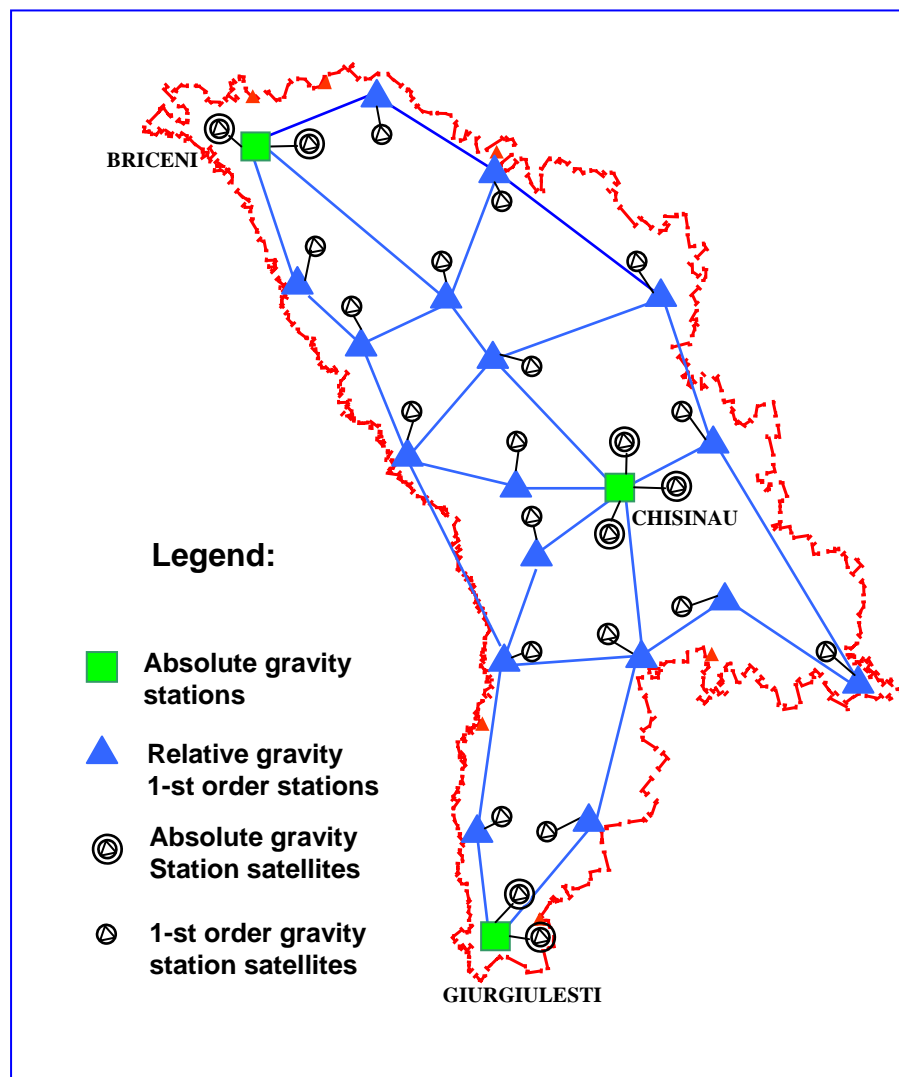 BRICENI
CHISINAU
Legend:
Absolute gravity
stations
Relative gravity
1-st order stations
Absolute gravity
Station satellites
1-st order gravity
station satellites
GIURGIULESTI